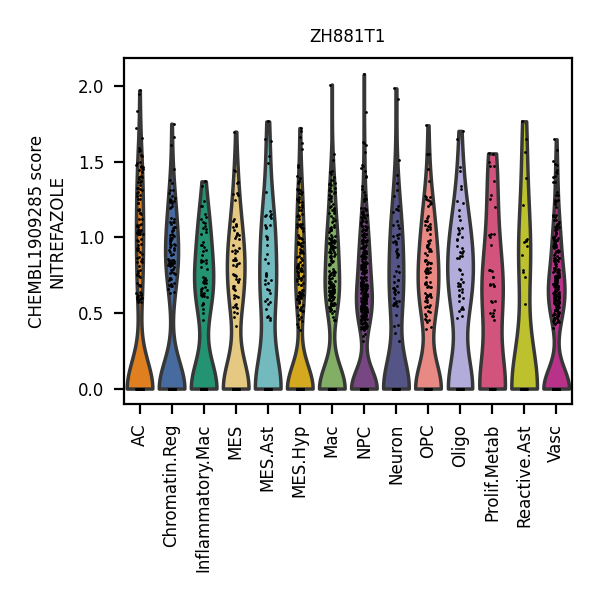 ZH881T1
CHEMBL1909285 score
NITREFAZOLE
2.0
1.5
1.0
0.5
0.0
AC
Chromatin.Reg
Inflammatory.Mac
MES
MES.Ast
MES.Hyp
Mac
NPC
Neuron
OPC
Oligo
Prolif.Metab
Reactive.Ast
Vasc